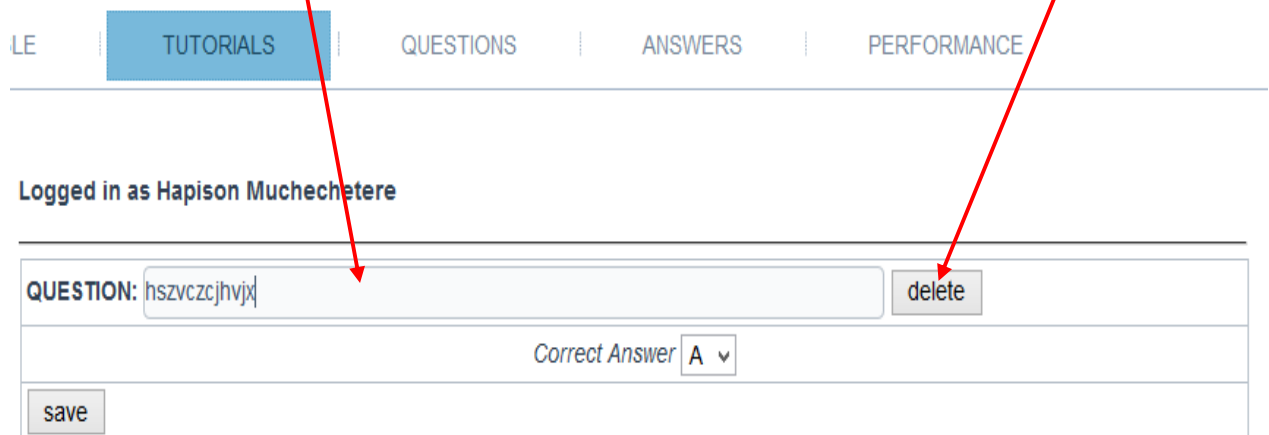 LE TUTORIALS QUESTIONS ANSWERS PERFORMANCE
Logged in as Hapison Muchechetere
QUESTION: hszvczcjhvjx delete
Correct Answer A
save